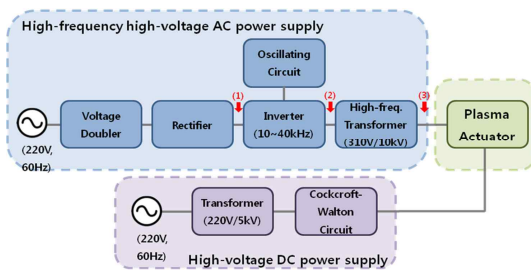 High-frequency high-voltage AC power supply
Oscillating
Circuit
(1)
(2)
(3)
Voltage
Doubler
Rectifier
Inverter
(10~40kHz)
High-freq.
Transformer
(310V/10kV)
Plasma
Actuator
(220V,
60Hz)
Transformer
(220V/5kV)
Cockcroft-
Walton
Circuit
(220V,
60Hz)
High-voltage DC power supply